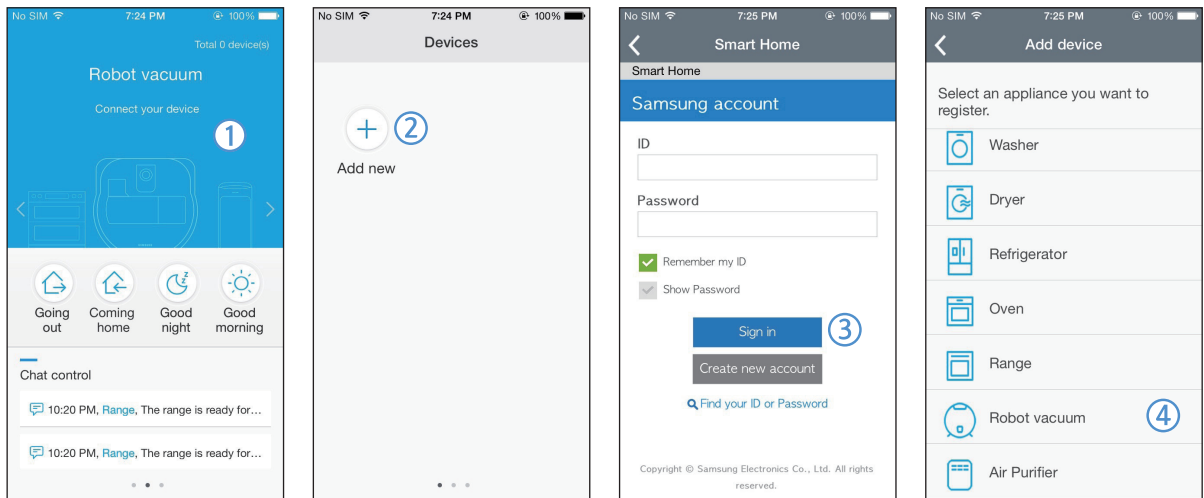 No SIM 7:24 PM 100%
Total 0 device(s)
Robot vacuum
Connect your device
①
Going out
Coming home
Good night
Good morning
Chat control
10:20 PM, Range, The range is ready for…
10:20 PM, Range, The range is ready for…
No SIM 7:24 PM 100%
Devices
②
Add new
No SIM 7:25 PM 100%
Smart Home
Smart Home
Samsung account
ID
Password
Remember my ID
Show Password
Sign in
③
Create new account
Find your ID or Password
Copyright © Samsung Electronics Co., Ltd. All rights
reserved.
No SIM 7:25 PM 100%
Add device
Select an appliance you want to
register.
Washer
Dryer
Refrigerator
Oven
Range
Robot vacuum
④
Air Purifier